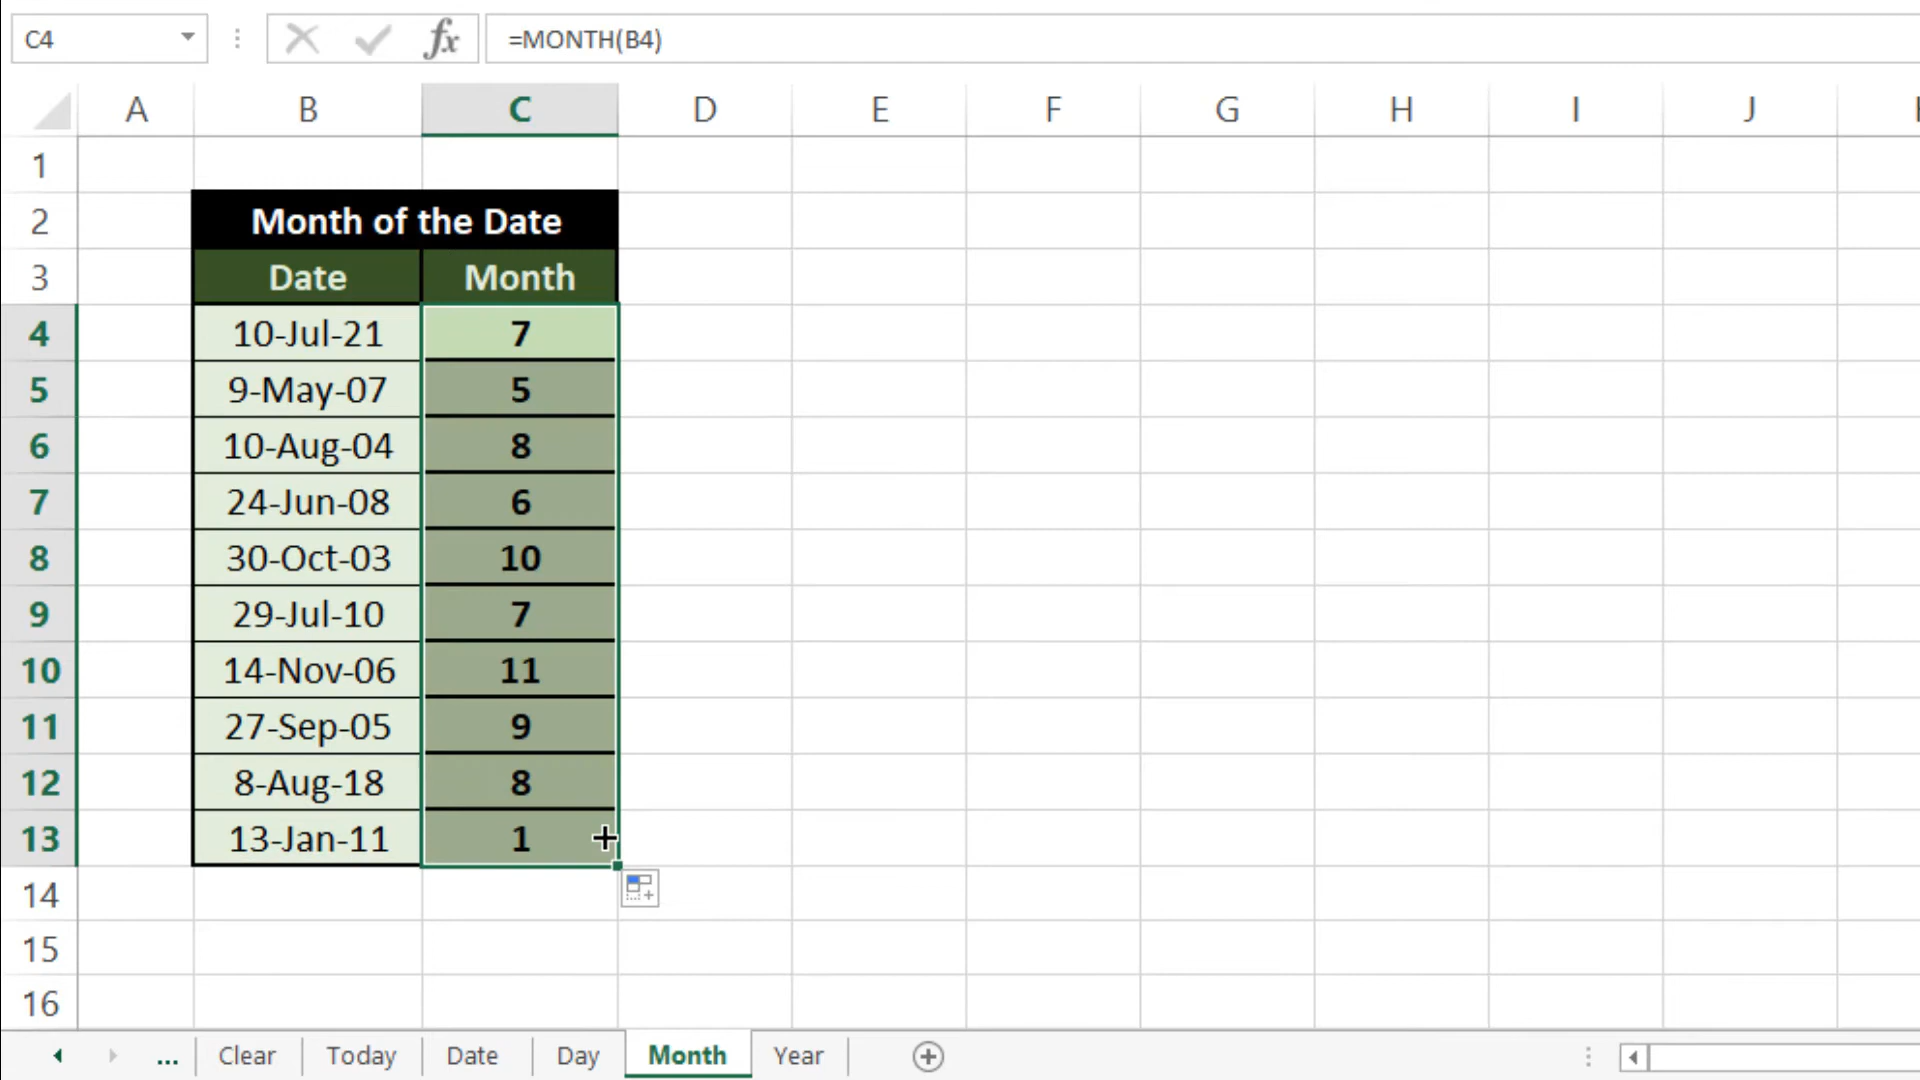 C4 fx =MONTH(B4)
A B C D E F G H I J
1
2 Month of the Date
3 Date Month
4 10-Jul-21 7
5 9-May-07 5
6 10-Aug-04 8
7 24-Jun-08 6
8 30-Oct-03 10
9 29-Jul-10 7
10 14-Nov-06 11
11 27-Sep-05 9
12 8-Aug-18 8
13 13-Jan-11 1
14
15
16
... Clear Today Date Day Month Year